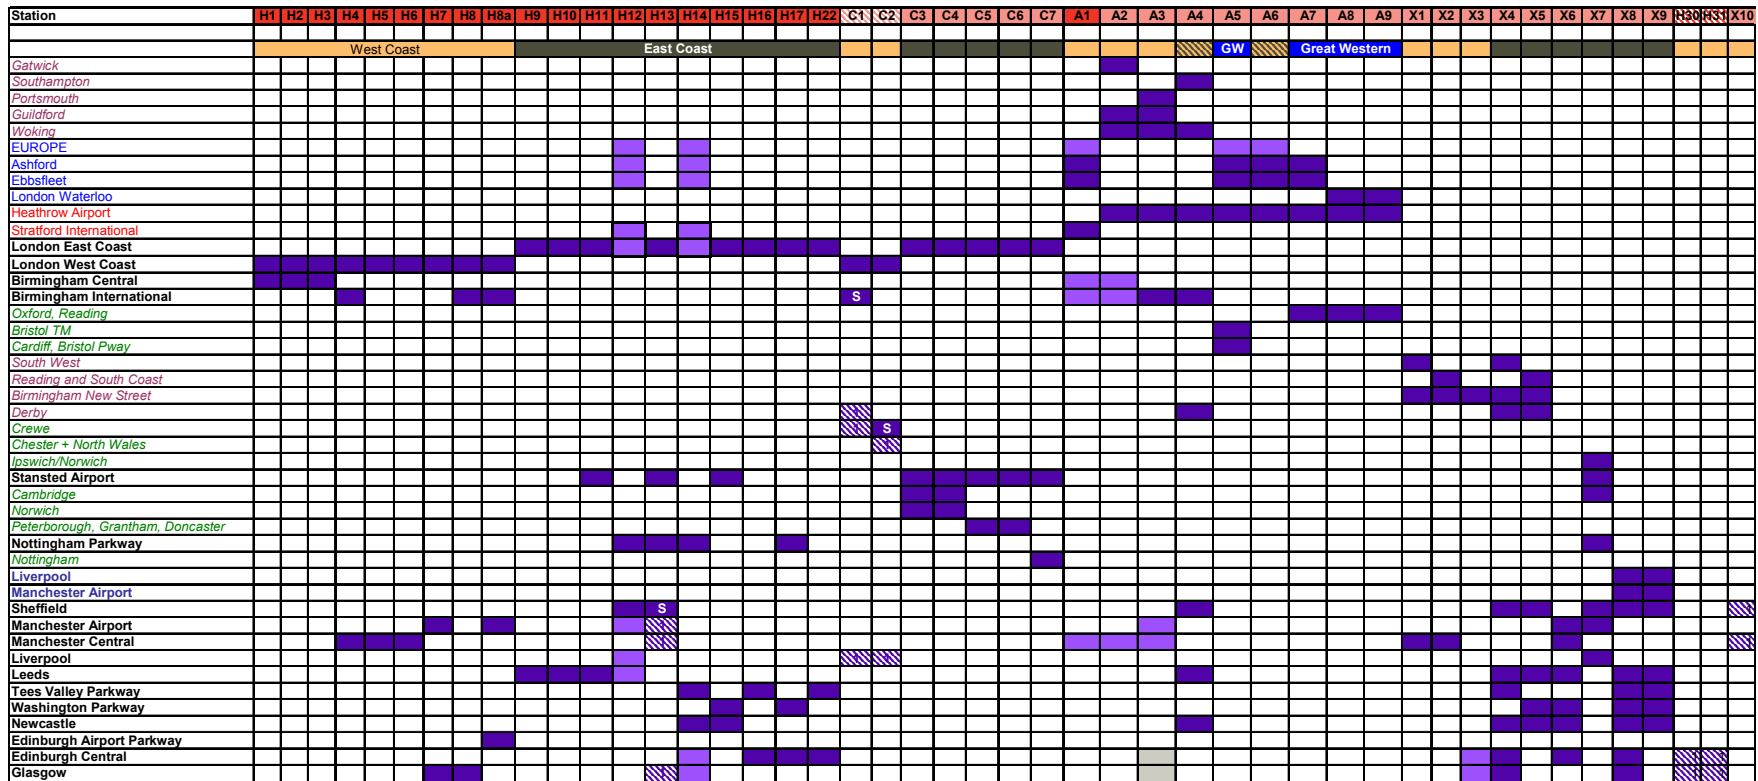 Station H1 H2 H3 H4 H5 H6 H7 H8 H8a H9 H10 H11 H12 H13 H14 H15 H16 H17 H22 C1 C2 C3 C4 C5 C6 C7 A1 A2 A3 A4 A5 A6 A7 A8 A9 X1 X2 X3 X4 X5 X6 X7 X8 X9 H30 H31 X10
West Coast East Coast GW Great Western
Gatwick
Southampton
Portsmouth
Guildford
Woking
EUROPE
Ashford
Ebbsfleet
London Waterloo
Heathrow Airport
Stratford International
London East Coast
London West Coast
Birmingham Central
Birmingham International S
Oxford, Reading
Bristol TM
Cardiff, Bristol Pway
South West
Reading and South Coast
Birmingham New Street
Derby
Crewe S
Chester + North Wales
Ipswich/Norwich
Stansted Airport
Cambridge
Norwich
Peterborough, Grantham, Doncaster
Nottingham Parkway
Nottingham
Liverpool
Manchester Airport
Sheffield S
Manchester Airport
Manchester Central
Liverpool
Leeds
Tees Valley Parkway
Washington Parkway
Newcastle
Edinburgh Airport Parkway
Edinburgh Central
Glasgow